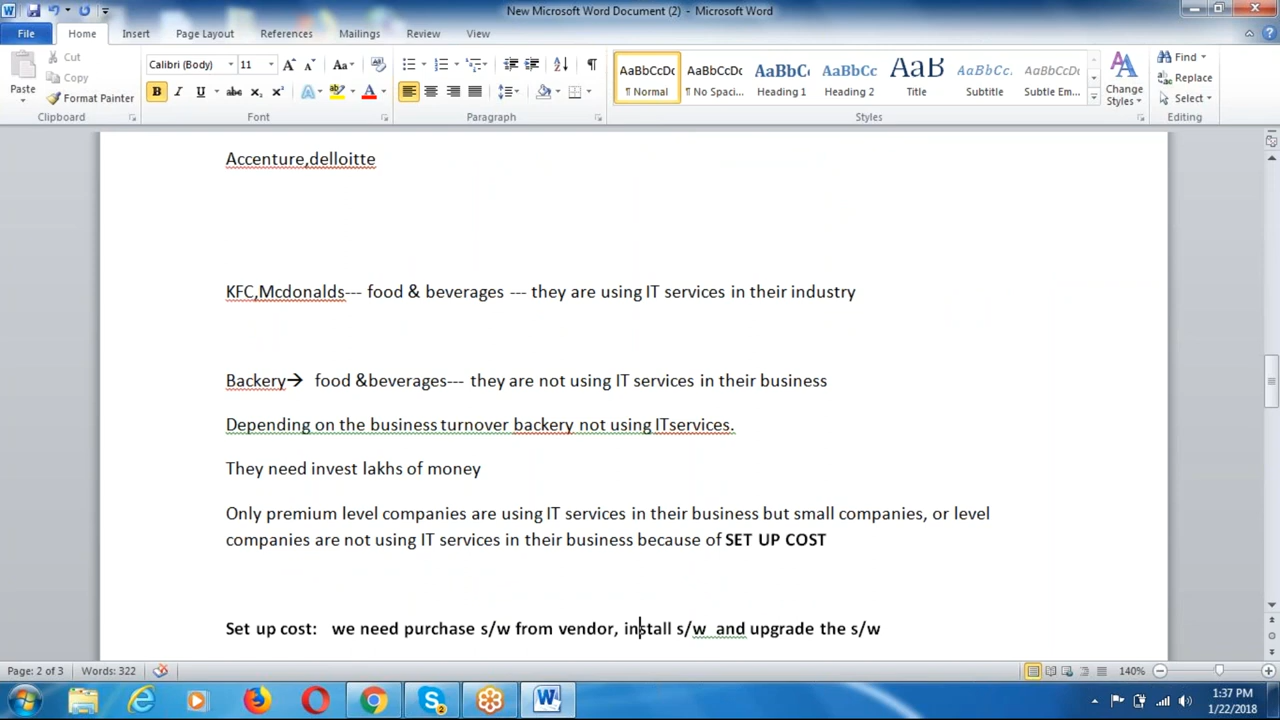 New Microsoft Word Document (2) - Microsoft Word
File Home Insert Page Layout References Mailings Review View
Cut
Copy
Format Painter
Paste
Calibri (Body) 11
AaBbCcDc AaBbCcDc AaBbC AaBbCc AaB AaBbCc. AaBbCcDc
¶ Normal ¶ No Spaci... Heading 1 Heading 2 Title Subtitle Subtle Em...
Change
Styles
Find
Replace
Select
Clipboard Font Paragraph Styles Editing
Accenture,delloitte
KFC,Mcdonalds--- food & beverages --- they are using IT services in their industry
Backery→ food &beverages--- they are not using IT services in their business
Depending on the business turnover backery not using ITservices.
They need invest lakhs of money
Only premium level companies are using IT services in their business but small companies, or level
companies are not using IT services in their business because of SET UP COST
Set up cost: we need purchase s/w from vendor, install s/w and upgrade the s/w
Page: 2 of 3 Words: 322 140%
1:37 PM
1/22/2018